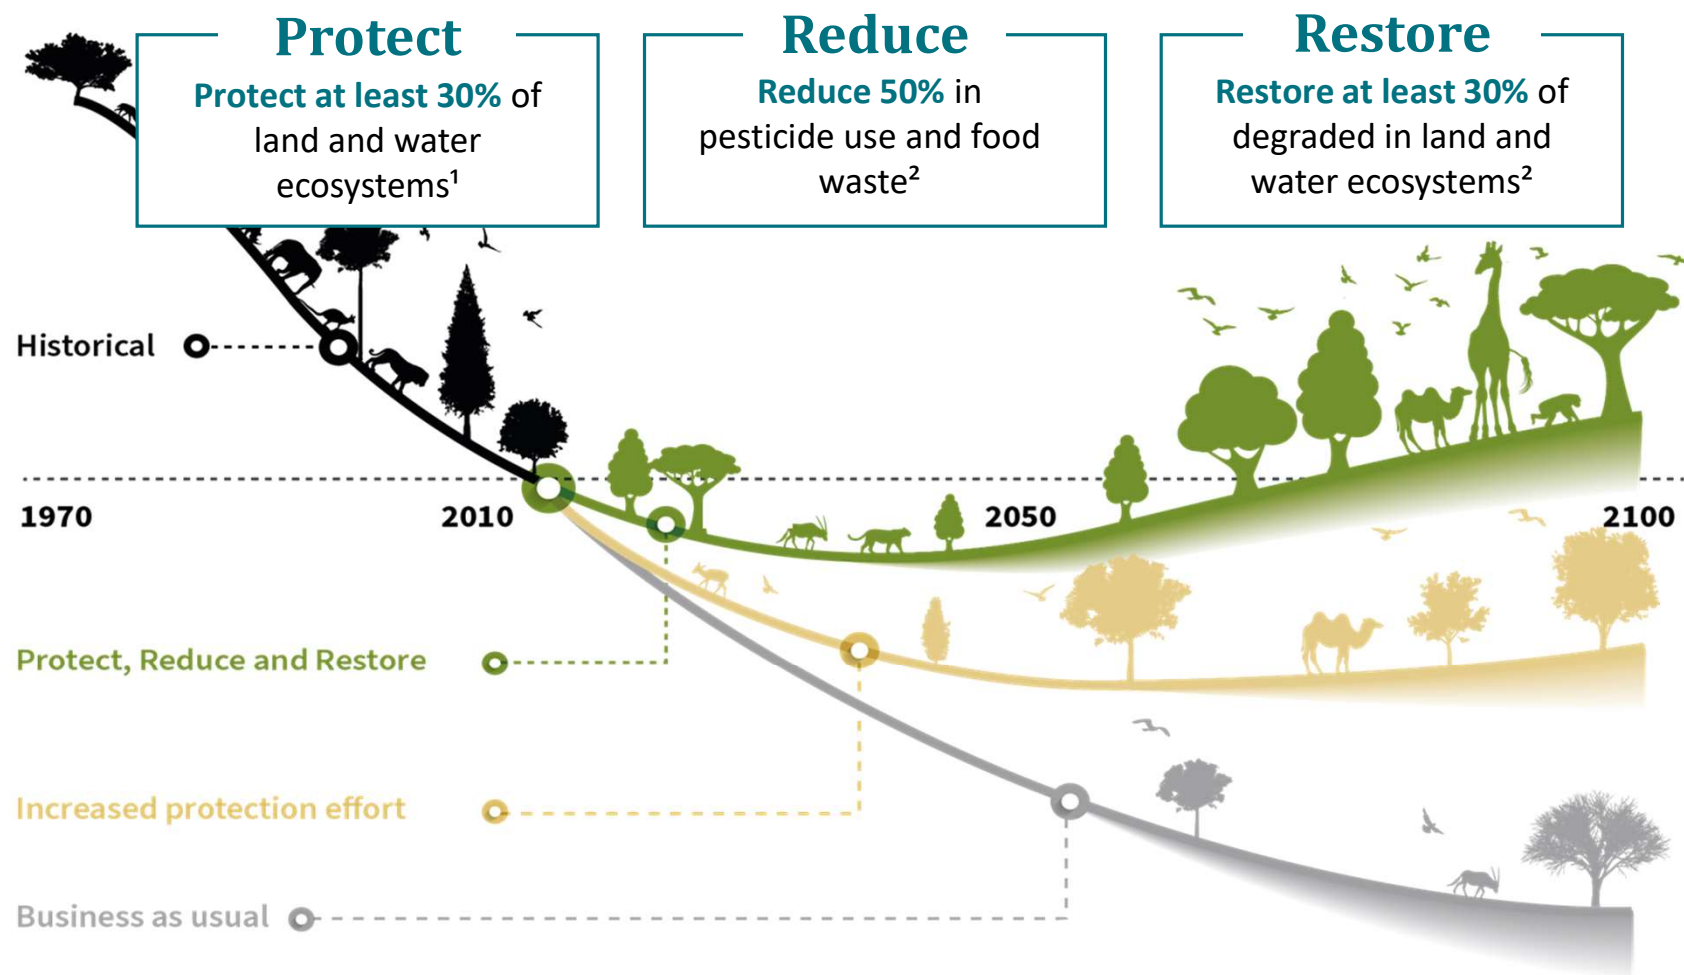 Protect
Protect at least 30% of
land and water
ecosystems¹
Reduce
Reduce 50% in
pesticide use and food
waste²
Restore
Restore at least 30% of
degraded in land and
water ecosystems²
Historical
1970
2010
2050
2100
Protect, Reduce and Restore
Increased protection effort
Business as usual